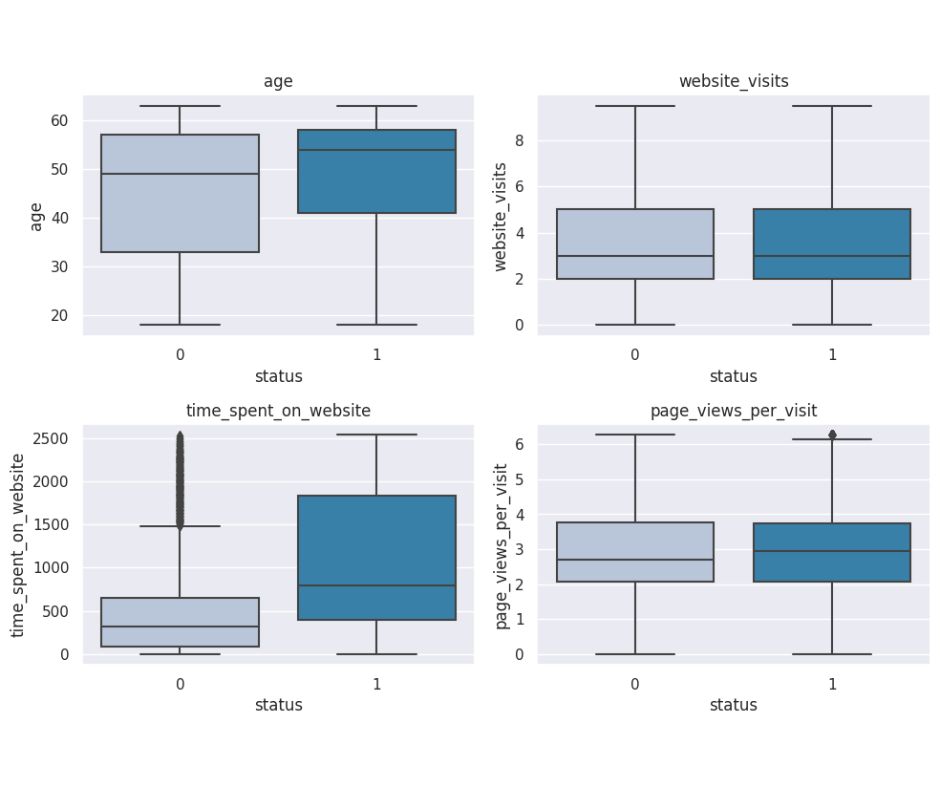 age
60
50
40
30
20
age
0 1
status
website_visits
8
6
4
2
0
website_visits
0 1
status
time_spent_on_website
2500
2000
1500
1000
500
0
time_spent_on_website
0 1
status
page_views_per_visit
6
5
4
3
2
1
0
page_views_per_visit
0 1
status